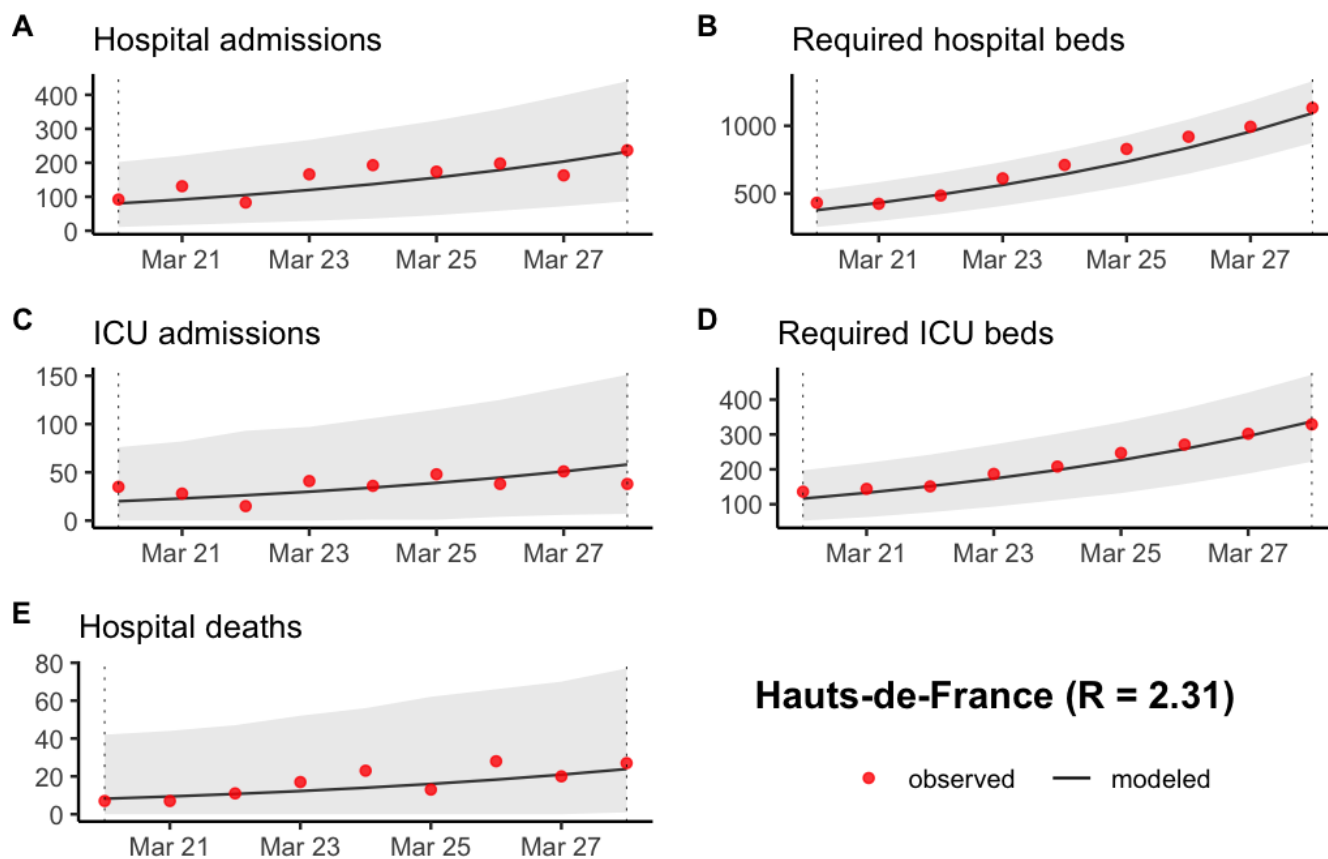 A
Hospital admissions
400
300
200
100
0
Mar 21 Mar 23 Mar 25 Mar 27
B
Required hospital beds
1000
500
Mar 21 Mar 23 Mar 25 Mar 27
C
ICU admissions
150
100
50
0
Mar 21 Mar 23 Mar 25 Mar 27
D
Required ICU beds
400
300
200
100
Mar 21 Mar 23 Mar 25 Mar 27
E
Hospital deaths
80
60
40
20
0
Mar 21 Mar 23 Mar 25 Mar 27
Hauts-de-France (R = 2.31)
observed modeled